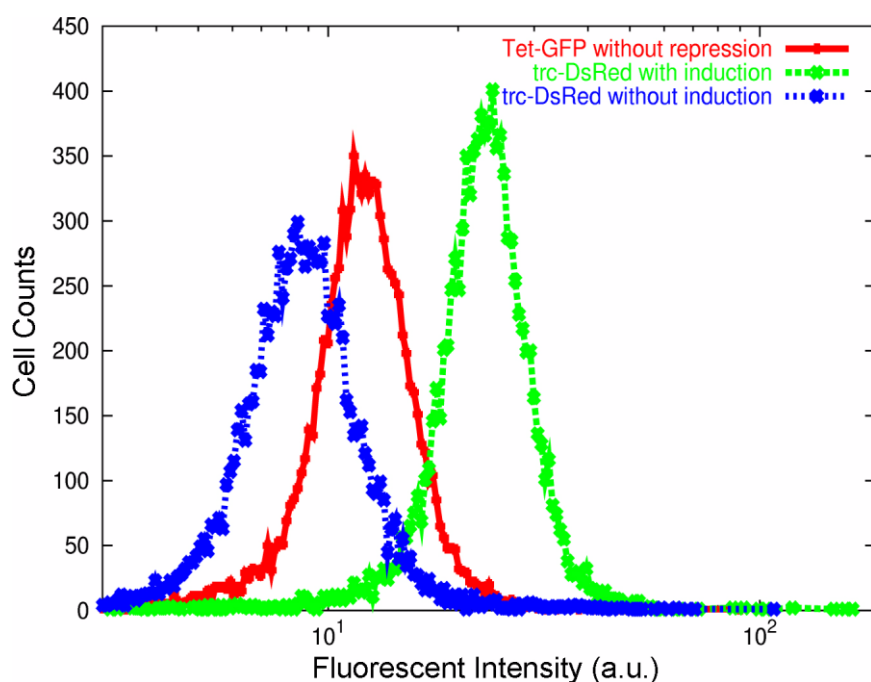 450
400
350
300
250
200
150
100
50
0
Cell Counts
Tet-GFP without repression
trc-DsRed with induction
trc-DsRed without induction
10^1
10^2
Fluorescent Intensity (a.u.)